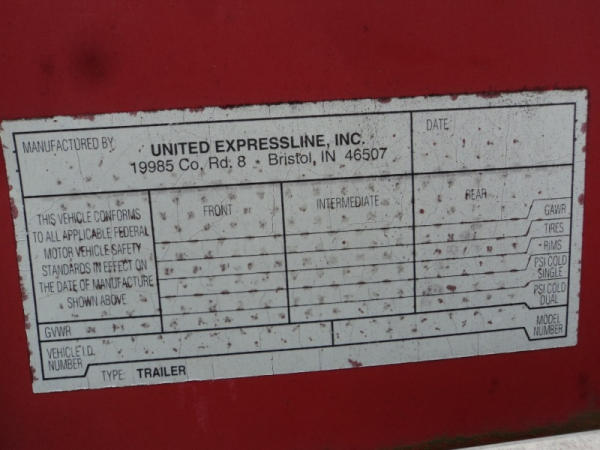 MANUFACTURED BY: UNITED EXPRESSLINE, INC. DATE:
19985 Co. Rd. 8 · Bristol, IN 46507
THIS VEHICLE CONFORMS
TO ALL APPLICABLE FEDERAL
MOTOR VEHICLE SAFETY
STANDARDS IN EFFECT ON
THE DATE OF MANUFACTURE
SHOWN ABOVE
FRONT INTERMEDIATE REAR
GAWR
TIRES
RIMS
PSI COLD
SINGLE
PSI COLD
DUAL
GVWR
VEHICLE I.D.
NUMBER
MODEL
NUMBER
TYPE: TRAILER